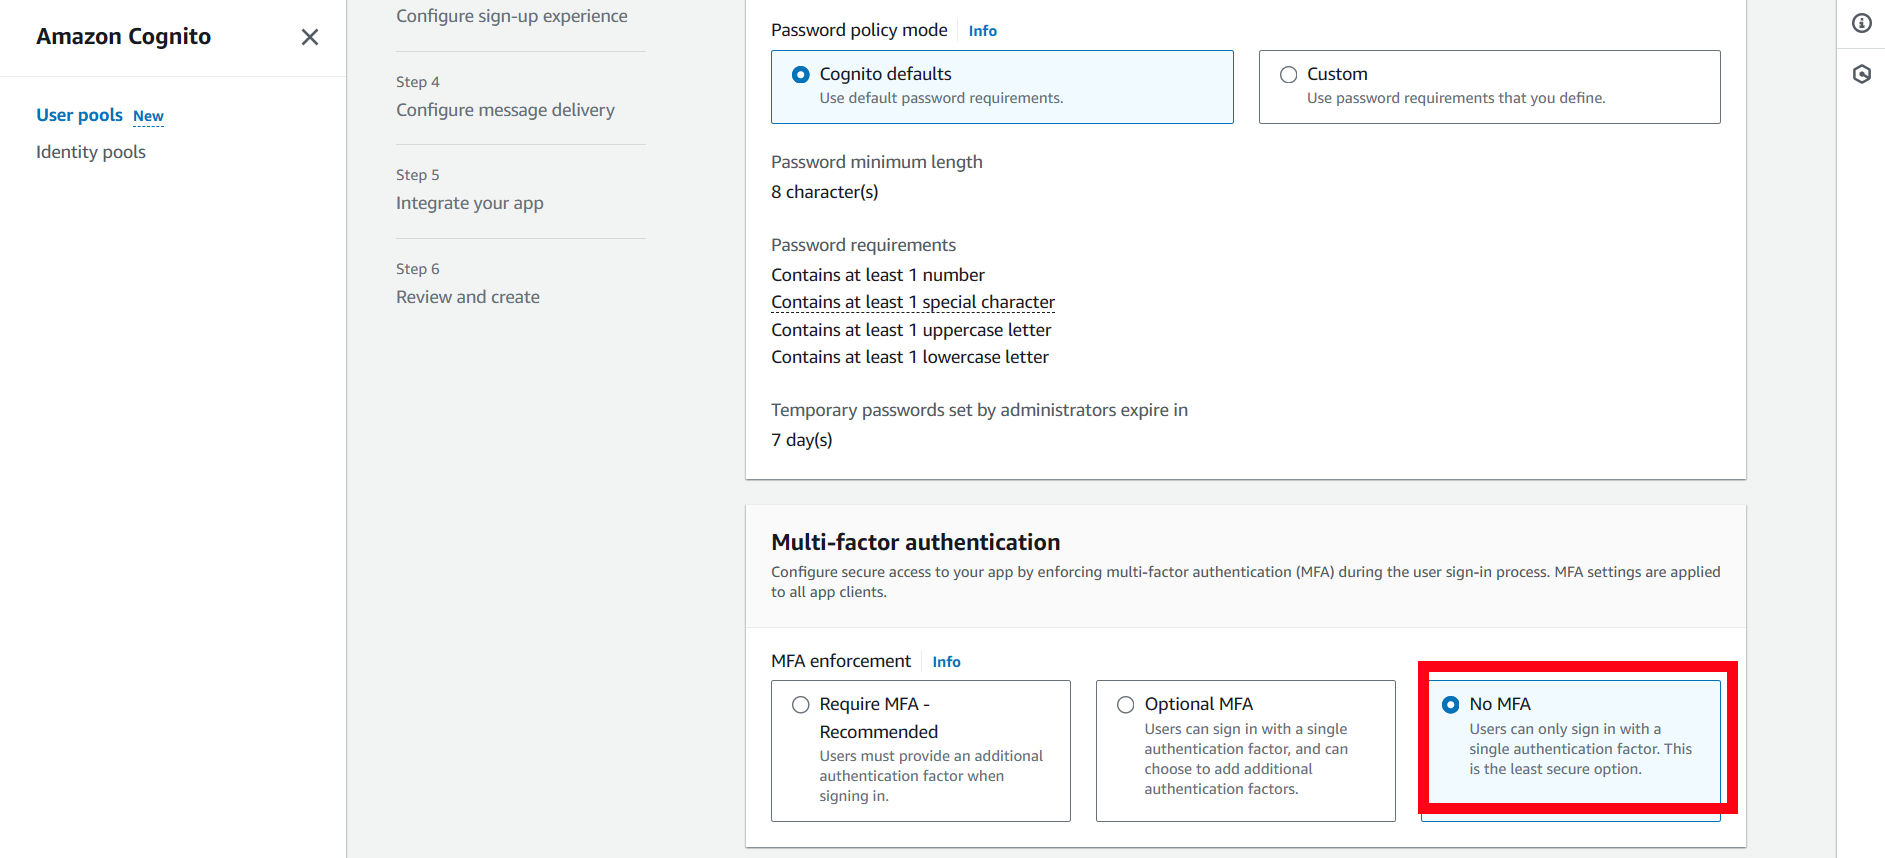 Amazon Cognito
User pools New
Identity pools
Configure sign-up experience
Step 4
Configure message delivery
Step 5
Integrate your app
Step 6
Review and create
Password policy mode Info
Cognito defaults
Use default password requirements.
Custom
Use password requirements that you define.
Password minimum length
8 character(s)
Password requirements
Contains at least 1 number
Contains at least 1 special character
Contains at least 1 uppercase letter
Contains at least 1 lowercase letter
Temporary passwords set by administrators expire in
7 day(s)
Multi-factor authentication
Configure secure access to your app by enforcing multi-factor authentication (MFA) during the user sign-in process. MFA settings are applied
to all app clients.
MFA enforcement Info
Require MFA -
Recommended
Users must provide an additional
authentication factor when
signing in.
Optional MFA
Users can sign in with a single
authentication factor, and can
choose to add additional
authentication factors.
No MFA
Users can only sign in with a
single authentication factor. This
is the least secure option.